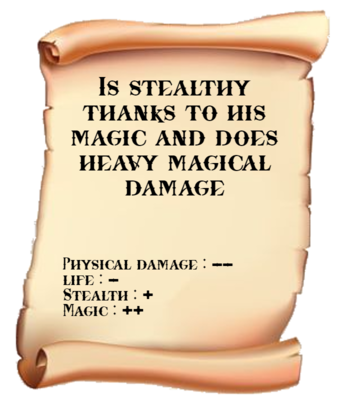 Is stealthy
thanks to his
magic and does
heavy magical
damage
Physical damage : --
life : -
Stealth : +
Magic : ++